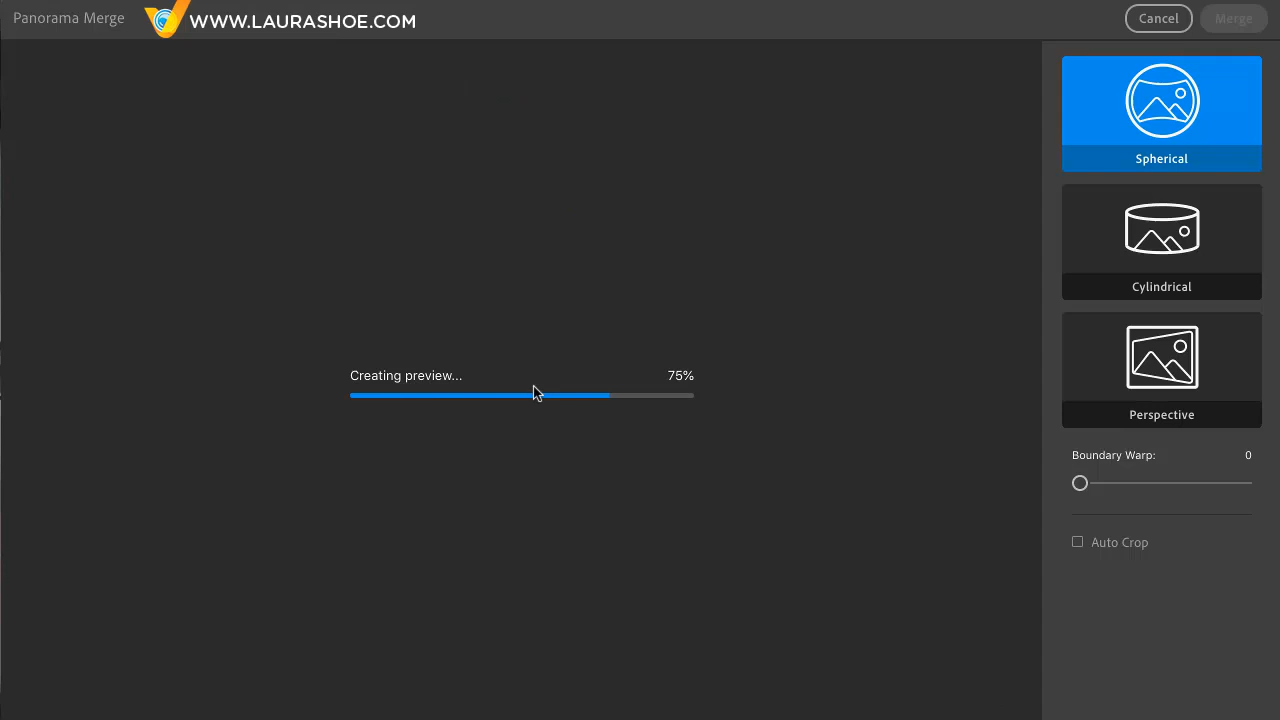 Panorama Merge
WWW.LAURASHOE.COM
Cancel
Merge
Spherical
Cylindrical
Perspective
Creating preview...
75%
Boundary Warp:
0
Auto Crop